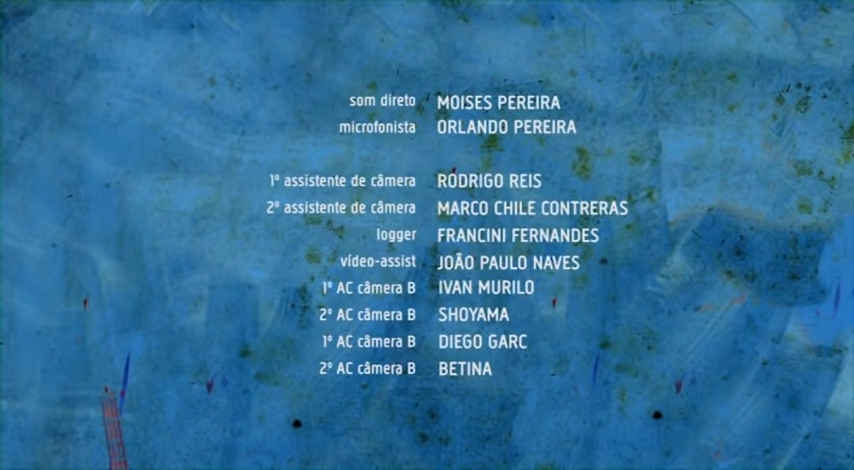 som direto MOISES PEREIRA
microfonista ORLANDO PEREIRA
1º assistente de câmera RODRIGO REIS
2º assistente de câmera MARCO CHILE CONTRERAS
logger FRANCINI FERNANDES
vídeo-assist JOÃO PAULO NAVES
1º AC câmera B IVAN MURILO
2º AC câmera B SHOYAMA
1º AC câmera B DIEGO GARC
2º AC câmera B BETINA